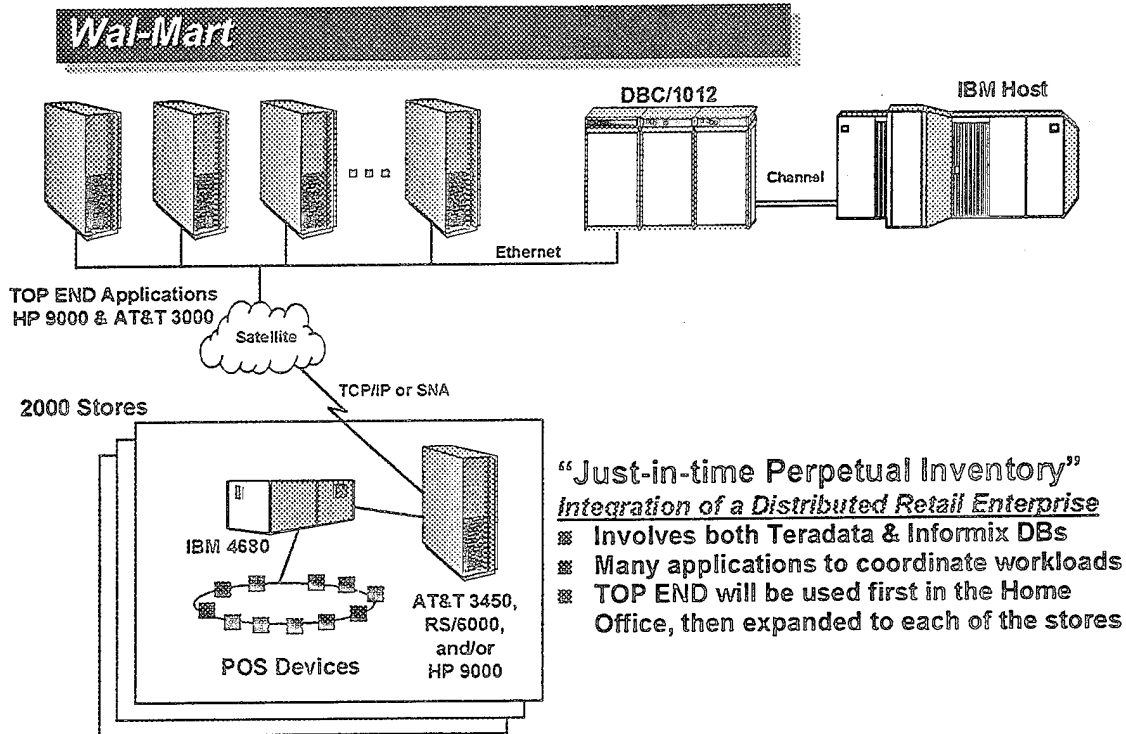 Wal-Mart
DBC/1012
IBM Host
Channel
Ethernet
TOP END Applications
HP 9000 & AT&T 3000
Satellite
TCP/IP or SNA
2000 Stores
IBM 4680
POS Devices
AT&T 3450,
RS/6000,
and/or
HP 9000
“Just-in-time Perpetual Inventory”
Integration of a Distributed Retail Enterprise
Involves both Teradata & Informix DBs
Many applications to coordinate workloads
TOP END will be used first in the Home
Office, then expanded to each of the stores